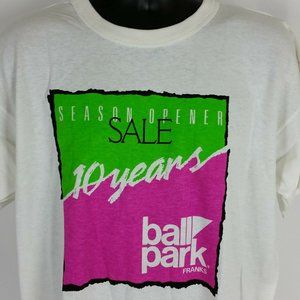 SEASON OPENER
SALE
10 years
ball
park
FRANKS